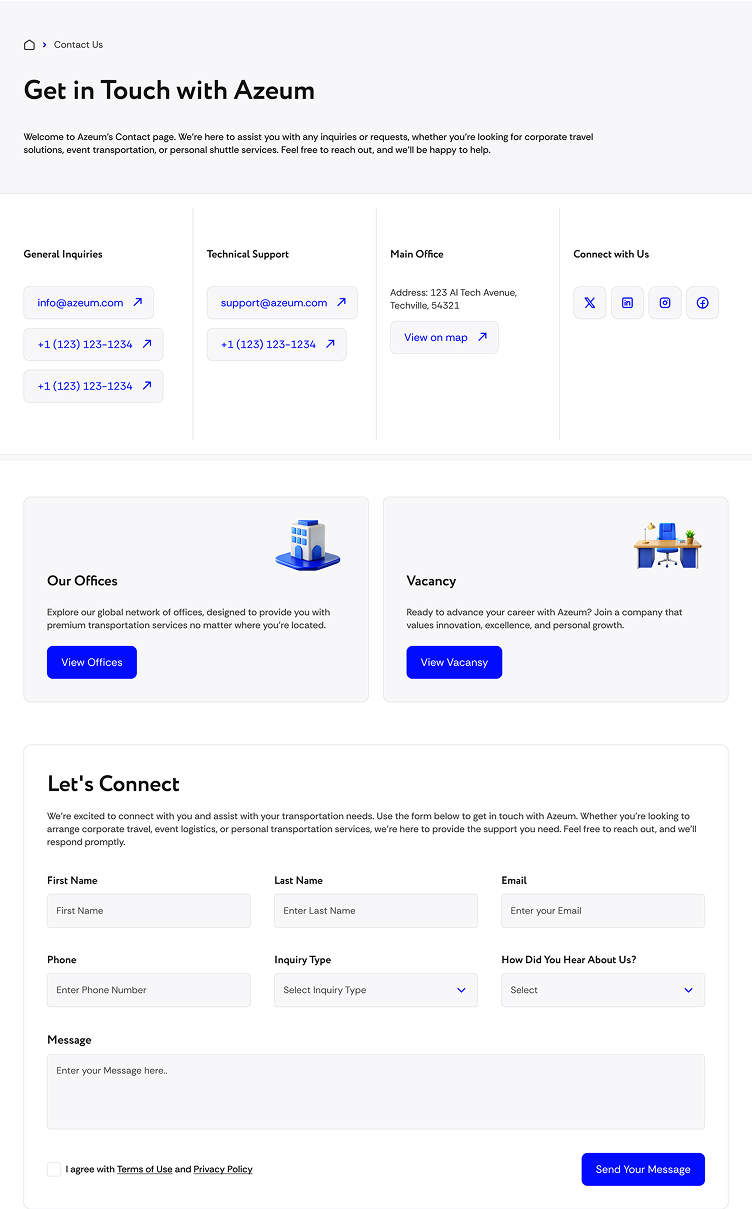 Contact Us
Get in Touch with Azeum
Welcome to Azeum's Contact page. We're here to assist you with any inquiries or requests, whether you're looking for corporate travel
solutions, event transportation, or personal shuttle services. Feel free to reach out, and we'll be happy to help.
General Inquiries
info@azeum.com
+1 (123) 123-1234
+1 (123) 123-1234
Technical Support
support@azeum.com
+1 (123) 123-1234
Main Office
Address: 123 AI Tech Avenue,
Techville, 54321
View on map
Connect with Us
Our Offices
Explore our global network of offices, designed to provide you with
premium transportation services no matter where you're located.
View Offices
Vacancy
Ready to advance your career with Azeum? Join a company that
values innovation, excellence, and personal growth.
View Vacansy
Let's Connect
We're excited to connect with you and assist with your transportation needs. Use the form below to get in touch with Azeum. Whether you're looking to
arrange corporate travel, event logistics, or personal transportation services, we're here to provide the support you need. Feel free to reach out, and we'll
respond promptly.
First Name
First Name
Last Name
Enter Last Name
Email
Enter your Email
Phone
Enter Phone Number
Inquiry Type
Select Inquiry Type
How Did You Hear About Us?
Select
Message
Enter your Message here..
I agree with Terms of Use and Privacy Policy
Send Your Message